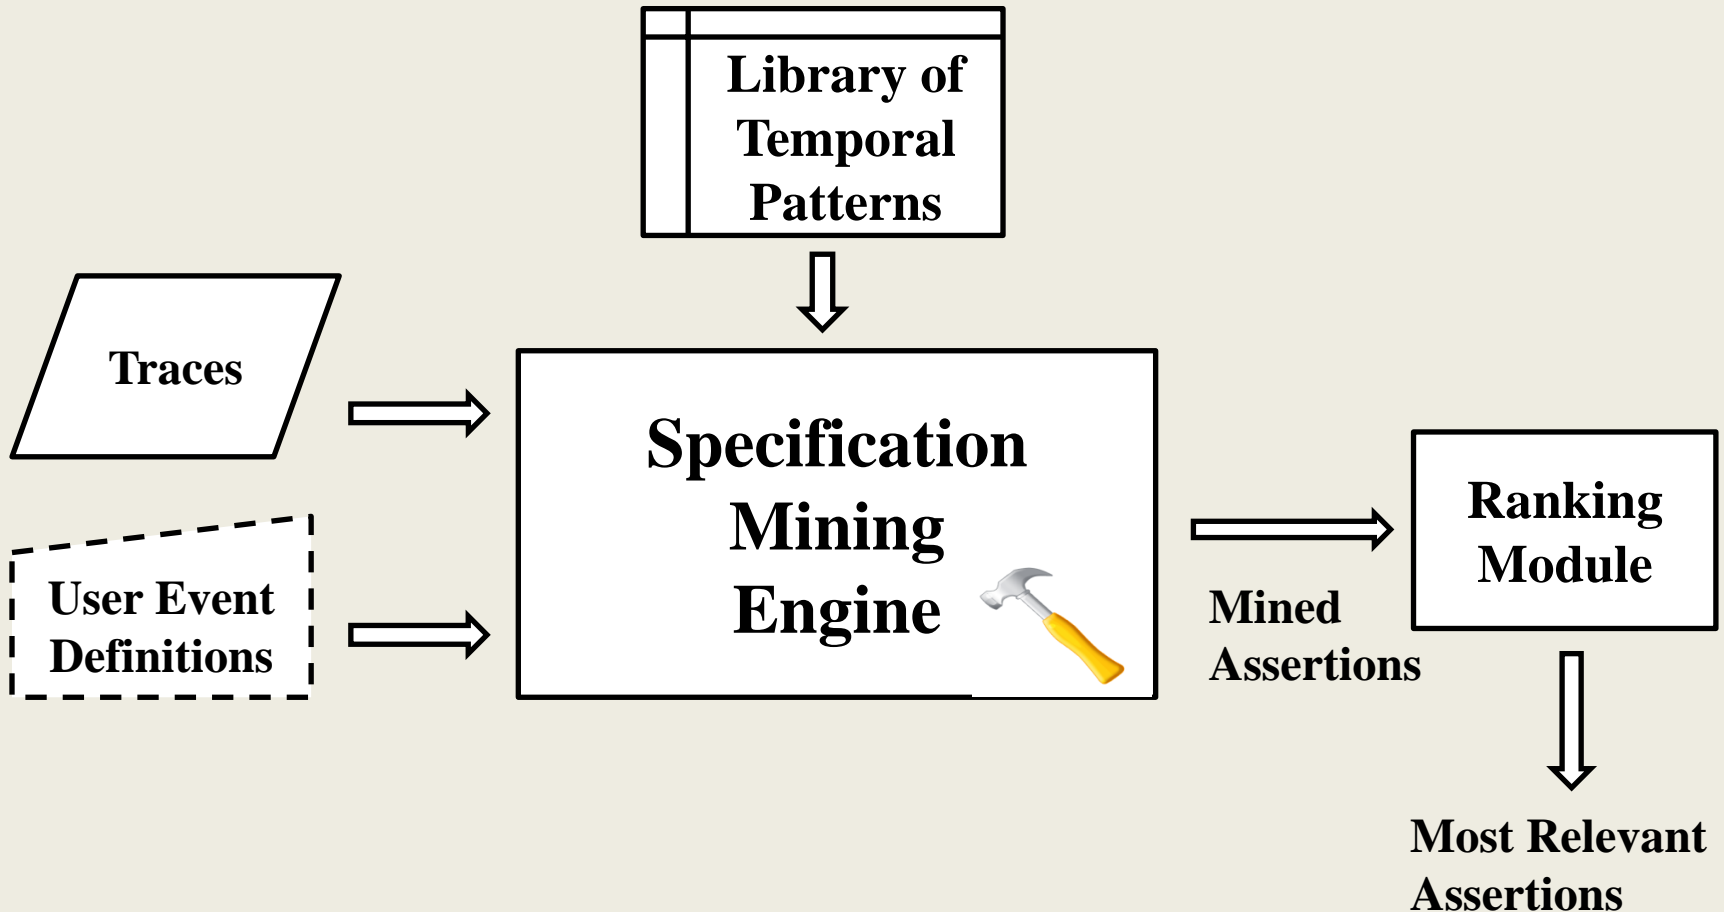 Library of
Temporal
Patterns
Traces
Specification
Mining
Engine
User Event
Definitions
Ranking
Module
Mined
Assertions
Most Relevant
Assertions